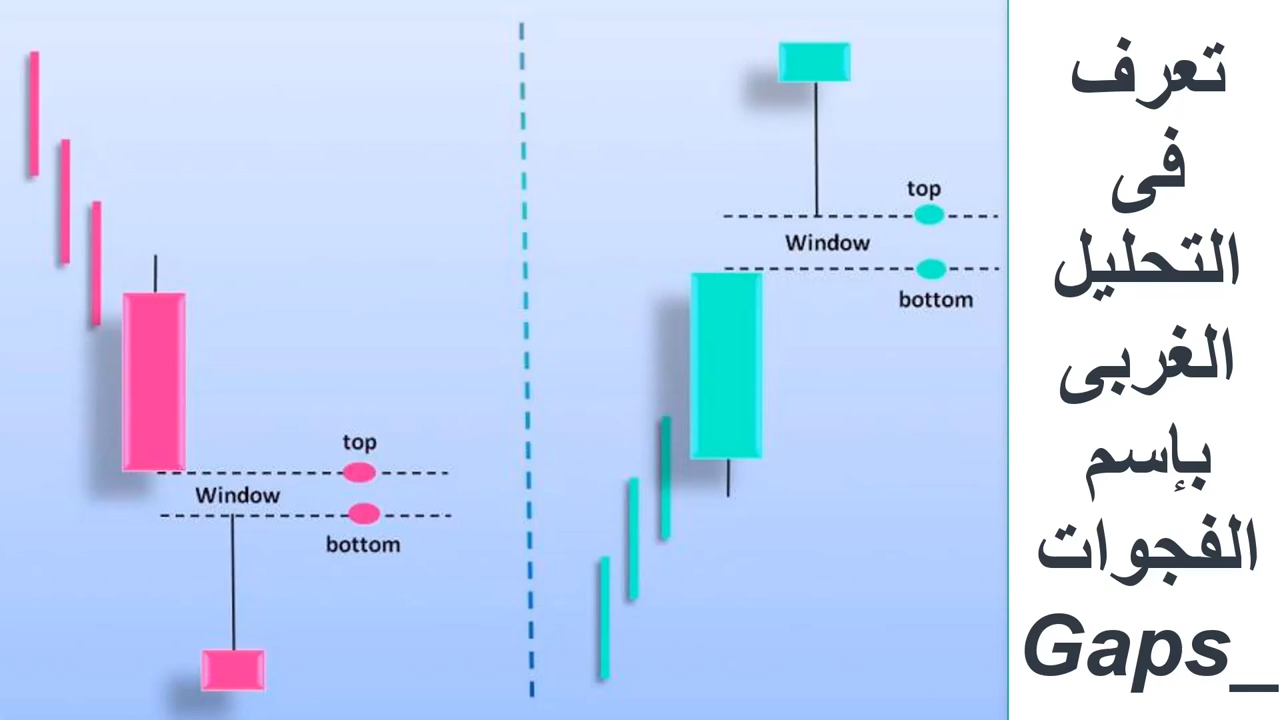 top
Window
bottom
top
Window
bottom
تعرف
فى
التحليل
الغربى
بإسم
الفجوات
Gaps_